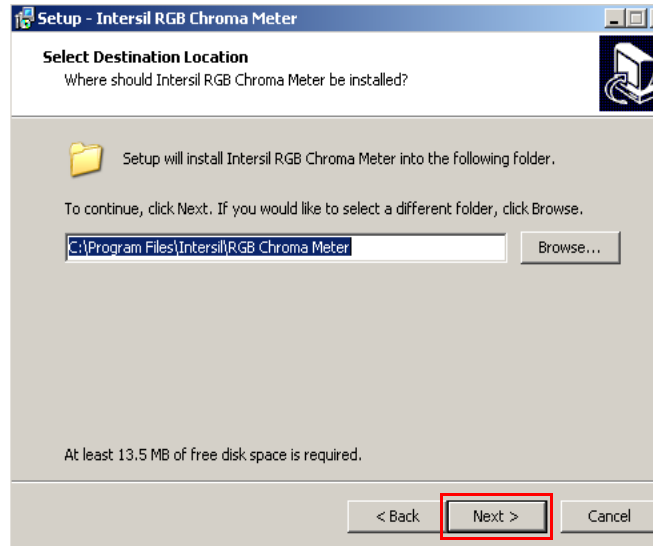 Setup - Intersil RGB Chroma Meter
Select Destination Location
Where should Intersil RGB Chroma Meter be installed?
Setup will install Intersil RGB Chroma Meter into the following folder.
To continue, click Next. If you would like to select a different folder, click Browse.
C:\Program Files\Intersil\RGB Chroma Meter
Browse...
At least 13.5 MB of free disk space is required.
< Back Next > Cancel